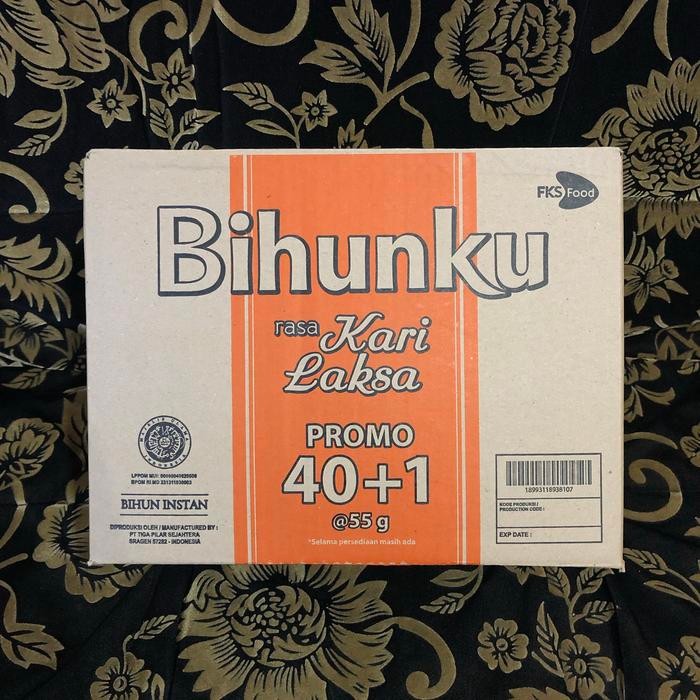 FKS Food
Bihunku
rasa Kari
Laksa
PROMO
40+1
@55 g
*Selama persediaan masih ada
BIHUN INSTAN
DIPRODUKSI OLEH / MANUFACTURED BY :
PT TIGA PILAR SEJAHTERA
SRAGEN 57282 - INDONESIA
18993118938107
KODE PRODUKSI /
PRODUCTION CODE :
EXP DATE :